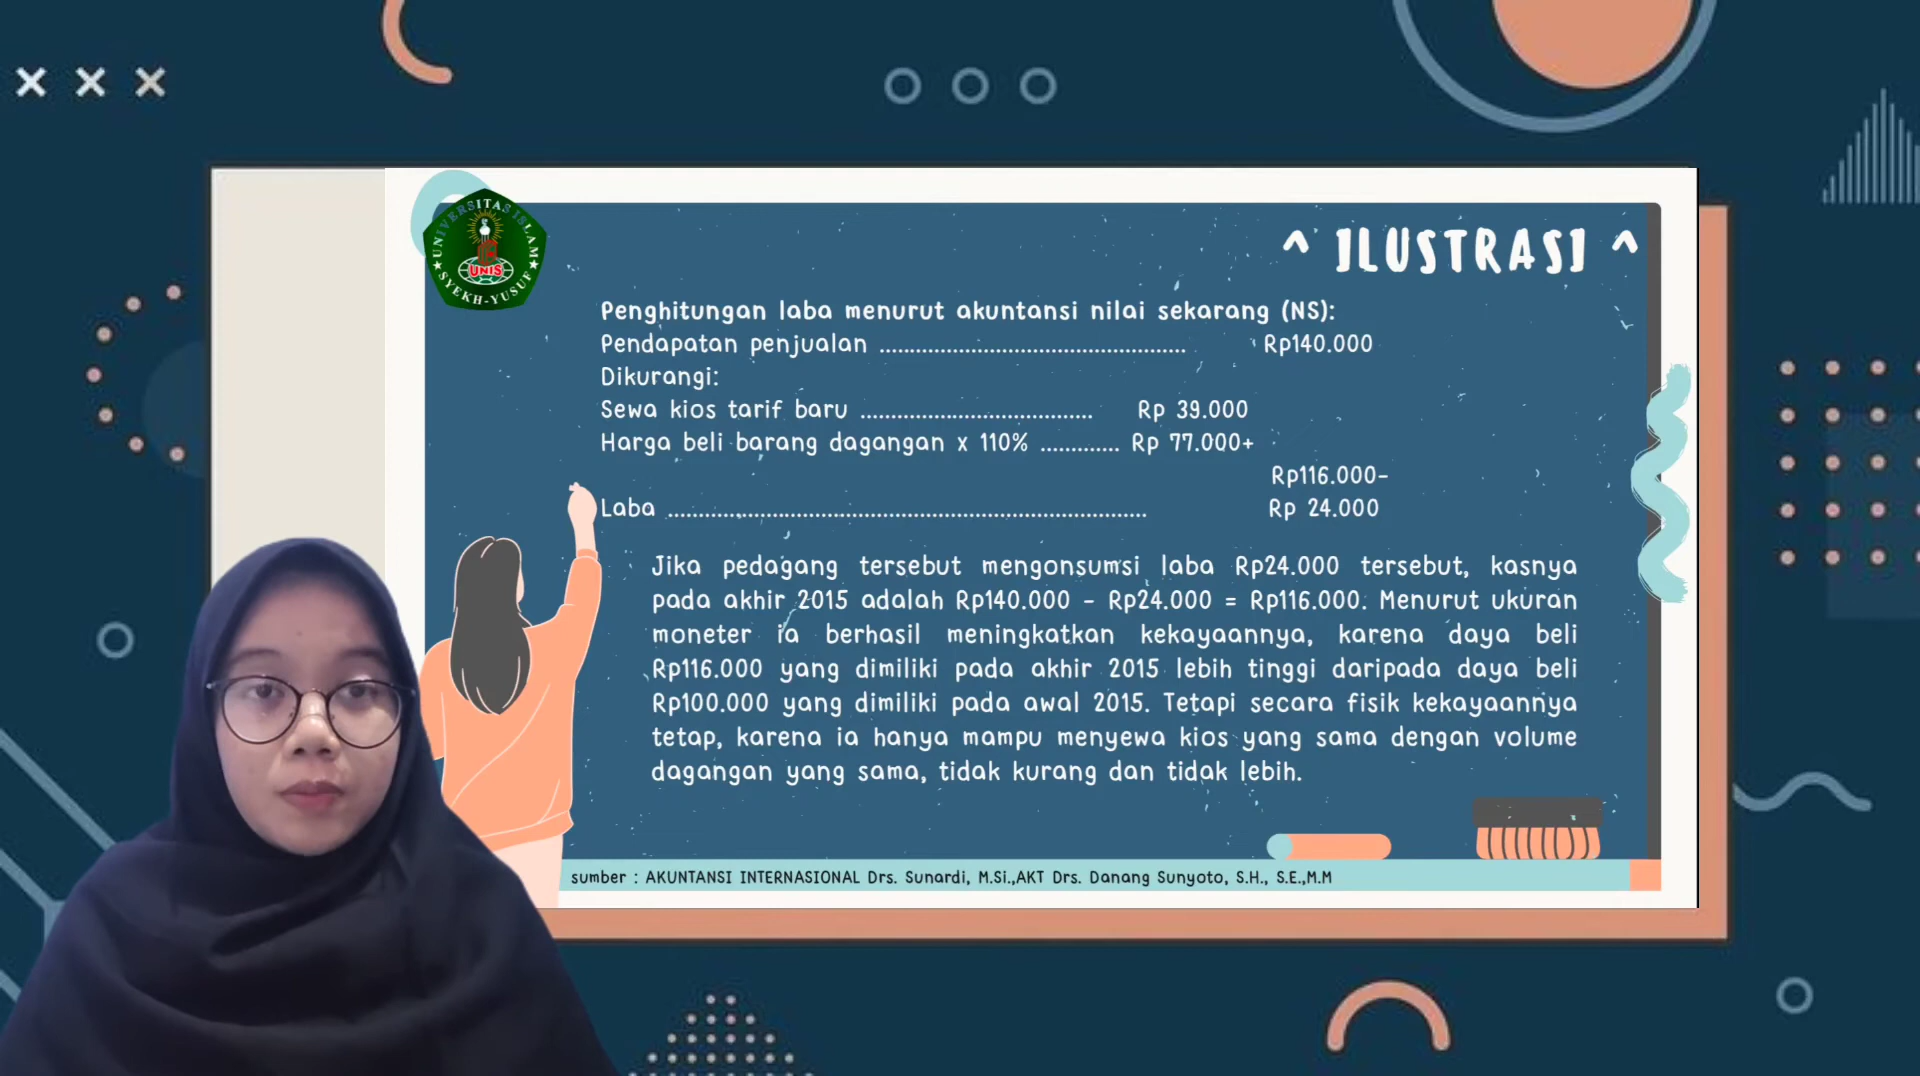 UNIVERSITAS ISLAM
UNIS
SYEKH-YUSUF
^ ILUSTRASI ^
Penghitungan laba menurut akuntansi nilai sekarang (NS):
Pendapatan penjualan .............................................. Rp140.000
Dikurangi:
Sewa kios tarif baru ................................... Rp 39.000
Harga beli barang dagangan x 110% ............ Rp 77.000+
Rp116.000-
Laba ........................................................................ Rp 24.000
Jika pedagang tersebut mengonsumsi laba Rp24.000 tersebut, kasnya
pada akhir 2015 adalah Rp140.000 - Rp24.000 = Rp116.000. Menurut ukuran
moneter ia berhasil meningkatkan kekayaannya, karena daya beli
Rp116.000 yang dimiliki pada akhir 2015 lebih tinggi daripada daya beli
Rp100.000 yang dimiliki pada awal 2015. Tetapi secara fisik kekayaannya
tetap, karena ia hanya mampu menyewa kios yang sama dengan volume
dagangan yang sama, tidak kurang dan tidak lebih.
sumber : AKUNTANSI INTERNASIONAL Drs. Sunardi, M.Si.,AKT Drs. Danang Sunyoto, S.H., S.E.,M.M